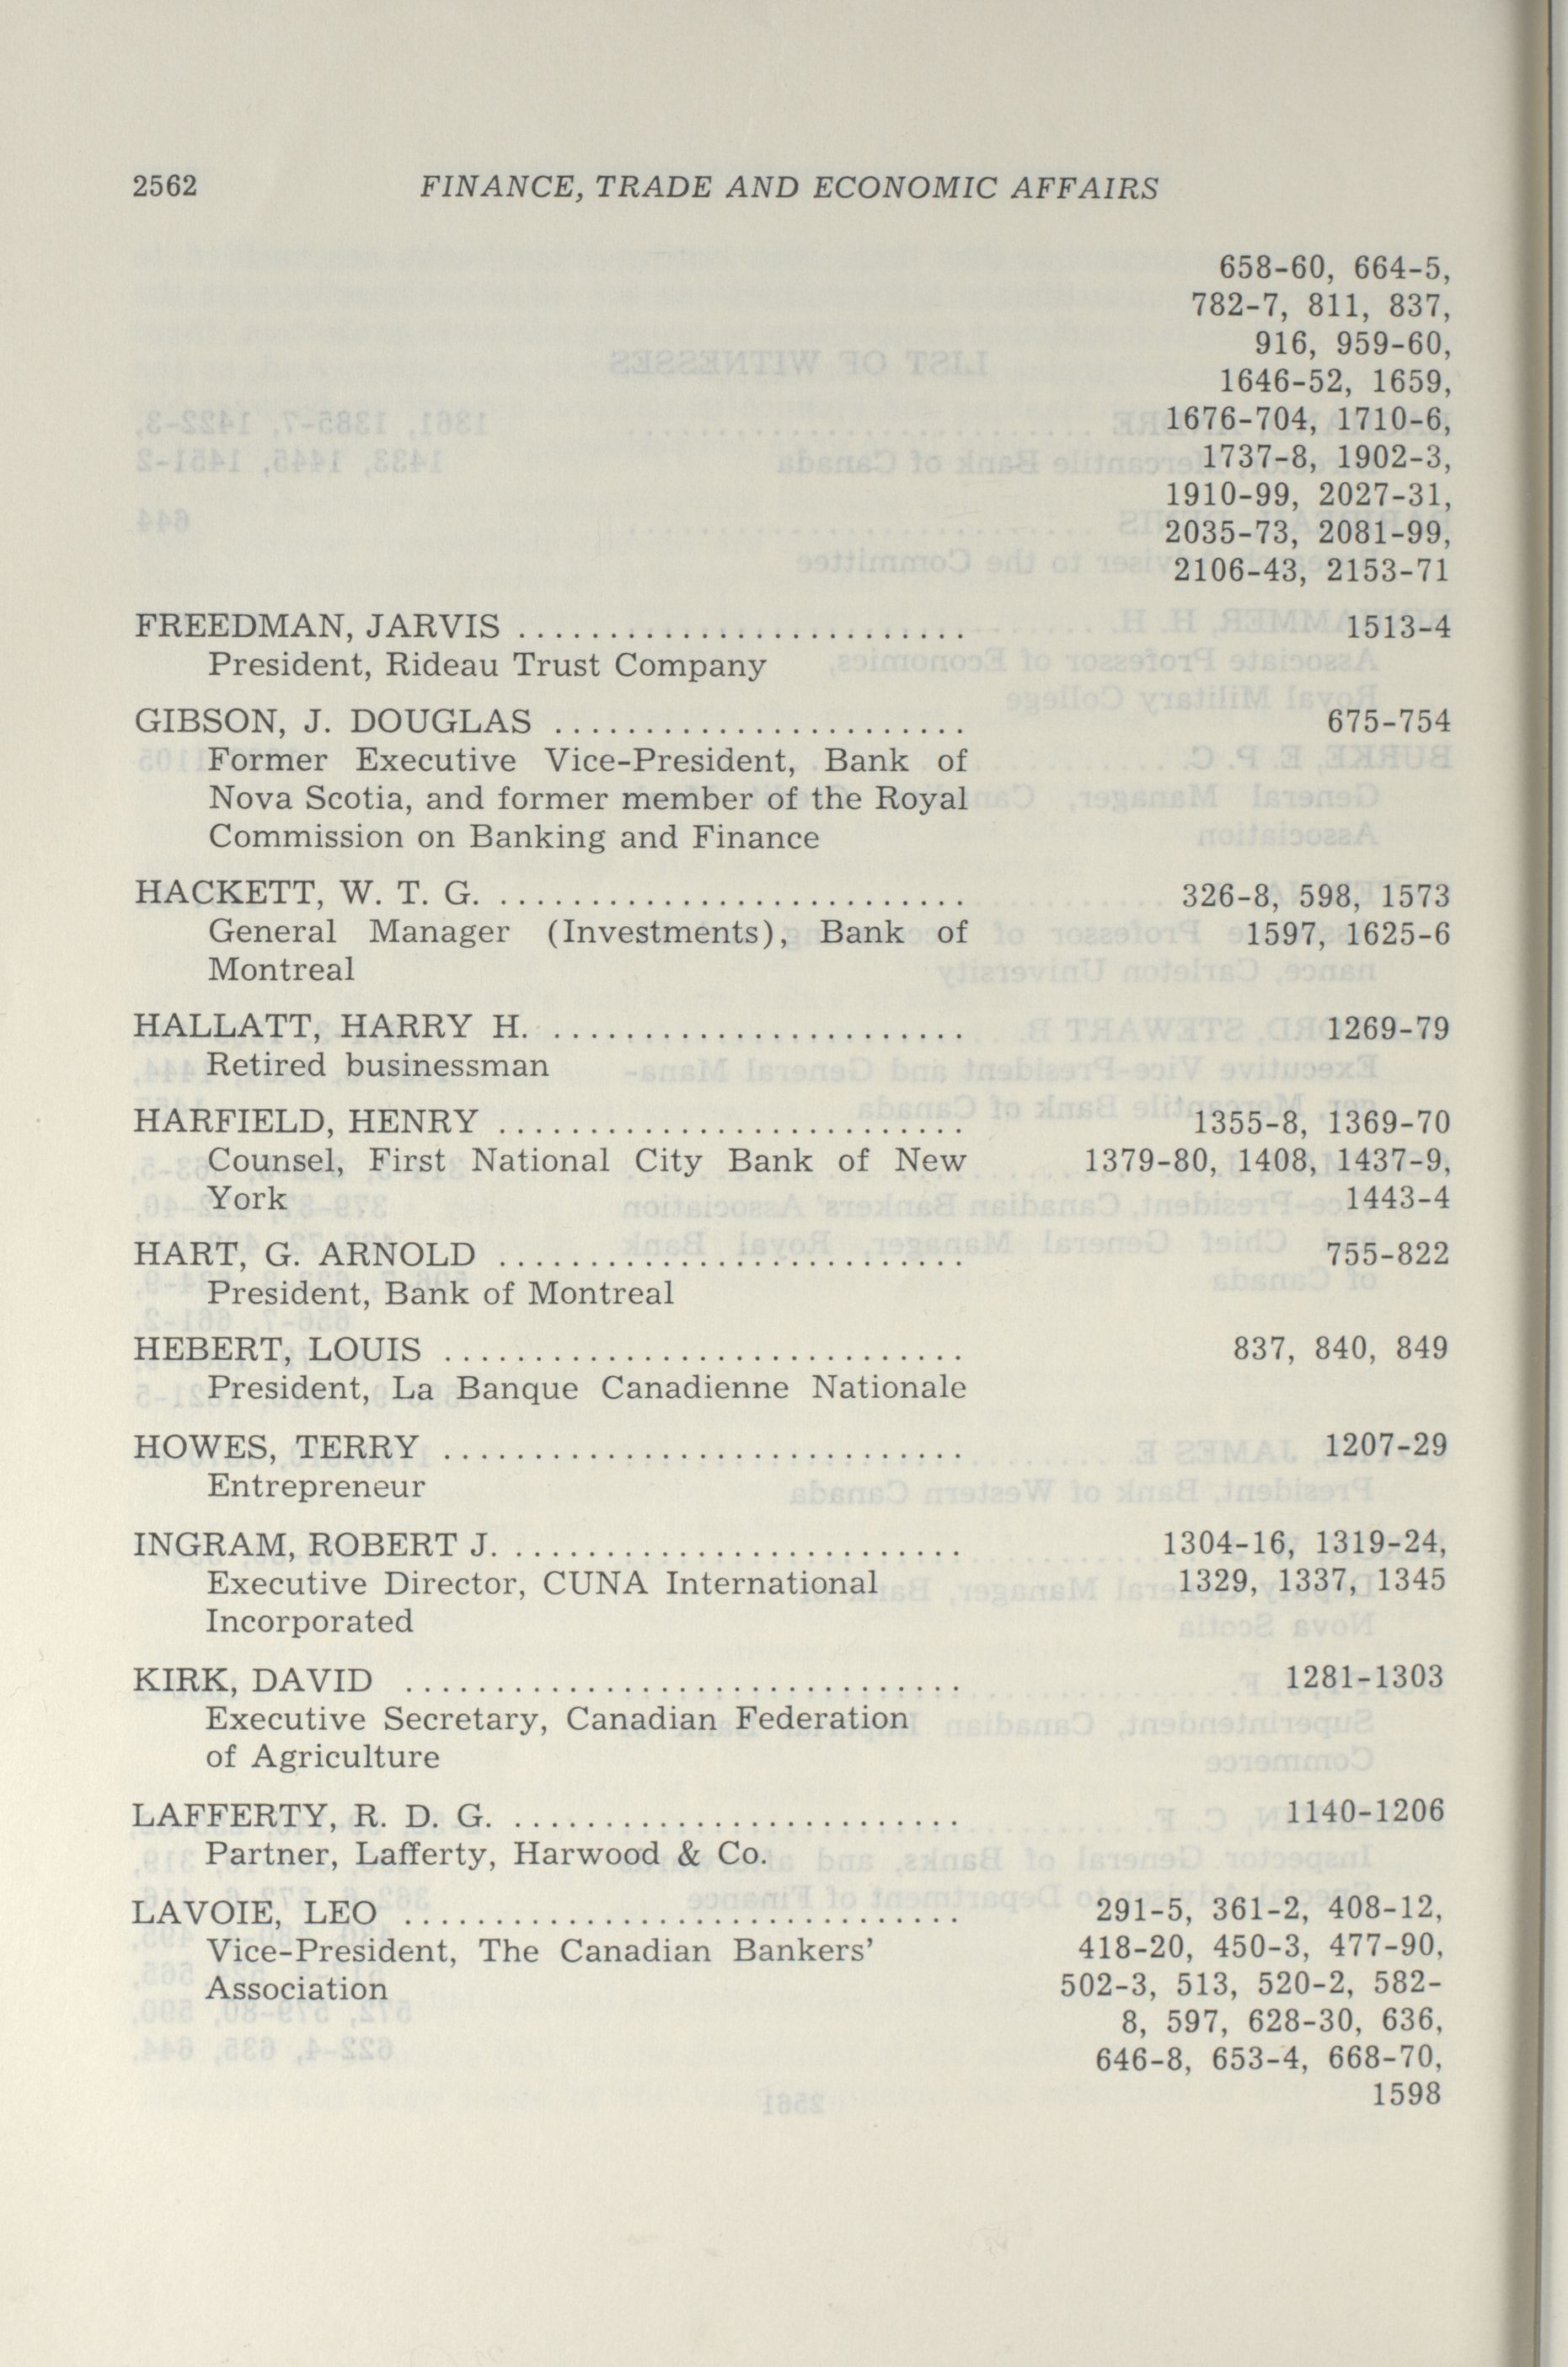 2562 FINANCE, TRADE AND ECONOMIC AFFAIRS
658-60, 664-5,
782-7, 811, 837,
916, 959-60,
1646-52, 1659,
1676-704, 1710-6,
1737-8, 1902-3,
1910-99, 2027-31,
2035-73, 2081-99,
2106-43, 2153-71
FREEDMAN, JARVIS ......................... 1513-4
President, Rideau Trust Company
GIBSON, J. DOUGLAS ....................... 675-754
Former Executive Vice-President, Bank of
Nova Scotia, and former member of the Royal
Commission on Banking and Finance
HACKETT, W. T. G. .......................... 326-8, 598, 1573
General Manager (Investments), Bank of 1597, 1625-6
Montreal
HALLATT, HARRY H. ....................... 1269-79
Retired businessman
HARFIELD, HENRY .......................... 1355-8, 1369-70
Counsel, First National City Bank of New 1379-80, 1408, 1437-9,
York 1443-4
HART, G. ARNOLD .......................... 755-822
President, Bank of Montreal
HEBERT, LOUIS ............................. 837, 840, 849
President, La Banque Canadienne Nationale
HOWES, TERRY ............................. 1207-29
Entrepreneur
INGRAM, ROBERT J. ......................... 1304-16, 1319-24,
Executive Director, CUNA International 1329, 1337, 1345
Incorporated
KIRK, DAVID ............................... 1281-1303
Executive Secretary, Canadian Federation
of Agriculture
LAFFERTY, R. D. G. ......................... 1140-1206
Partner, Lafferty, Harwood & Co.
LAVOIE, LEO ............................... 291-5, 361-2, 408-12,
Vice-President, The Canadian Bankers' 418-20, 450-3, 477-90,
Association 502-3, 513, 520-2, 582-
8, 597, 628-30, 636,
646-8, 653-4, 668-70,
1598